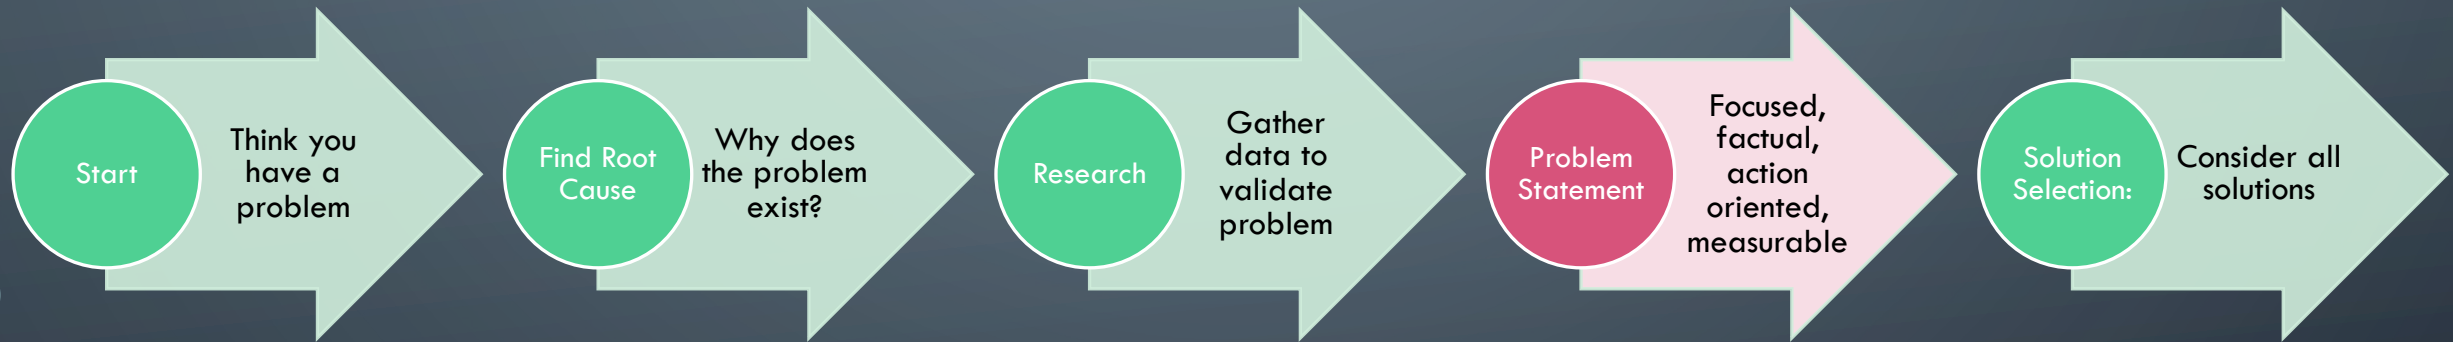 Start
Think you
have a
problem
Find Root
Cause
Why does
the problem
exist?
Research
Gather
data to
validate
problem
Problem
Statement
Focused,
factual,
action
oriented,
measurable
Solution
Selection:
Consider all
solutions